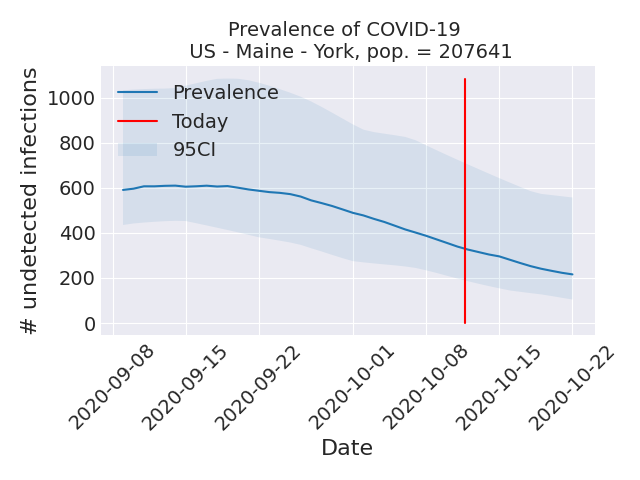 Prevalence of COVID-19
US - Maine - York, pop. = 207641
# undetected infections
1000
800
600
400
200
0
Prevalence
Today
95CI
2020-09-08
2020-09-15
2020-09-22
2020-10-01
2020-10-08
2020-10-15
2020-10-22
Date